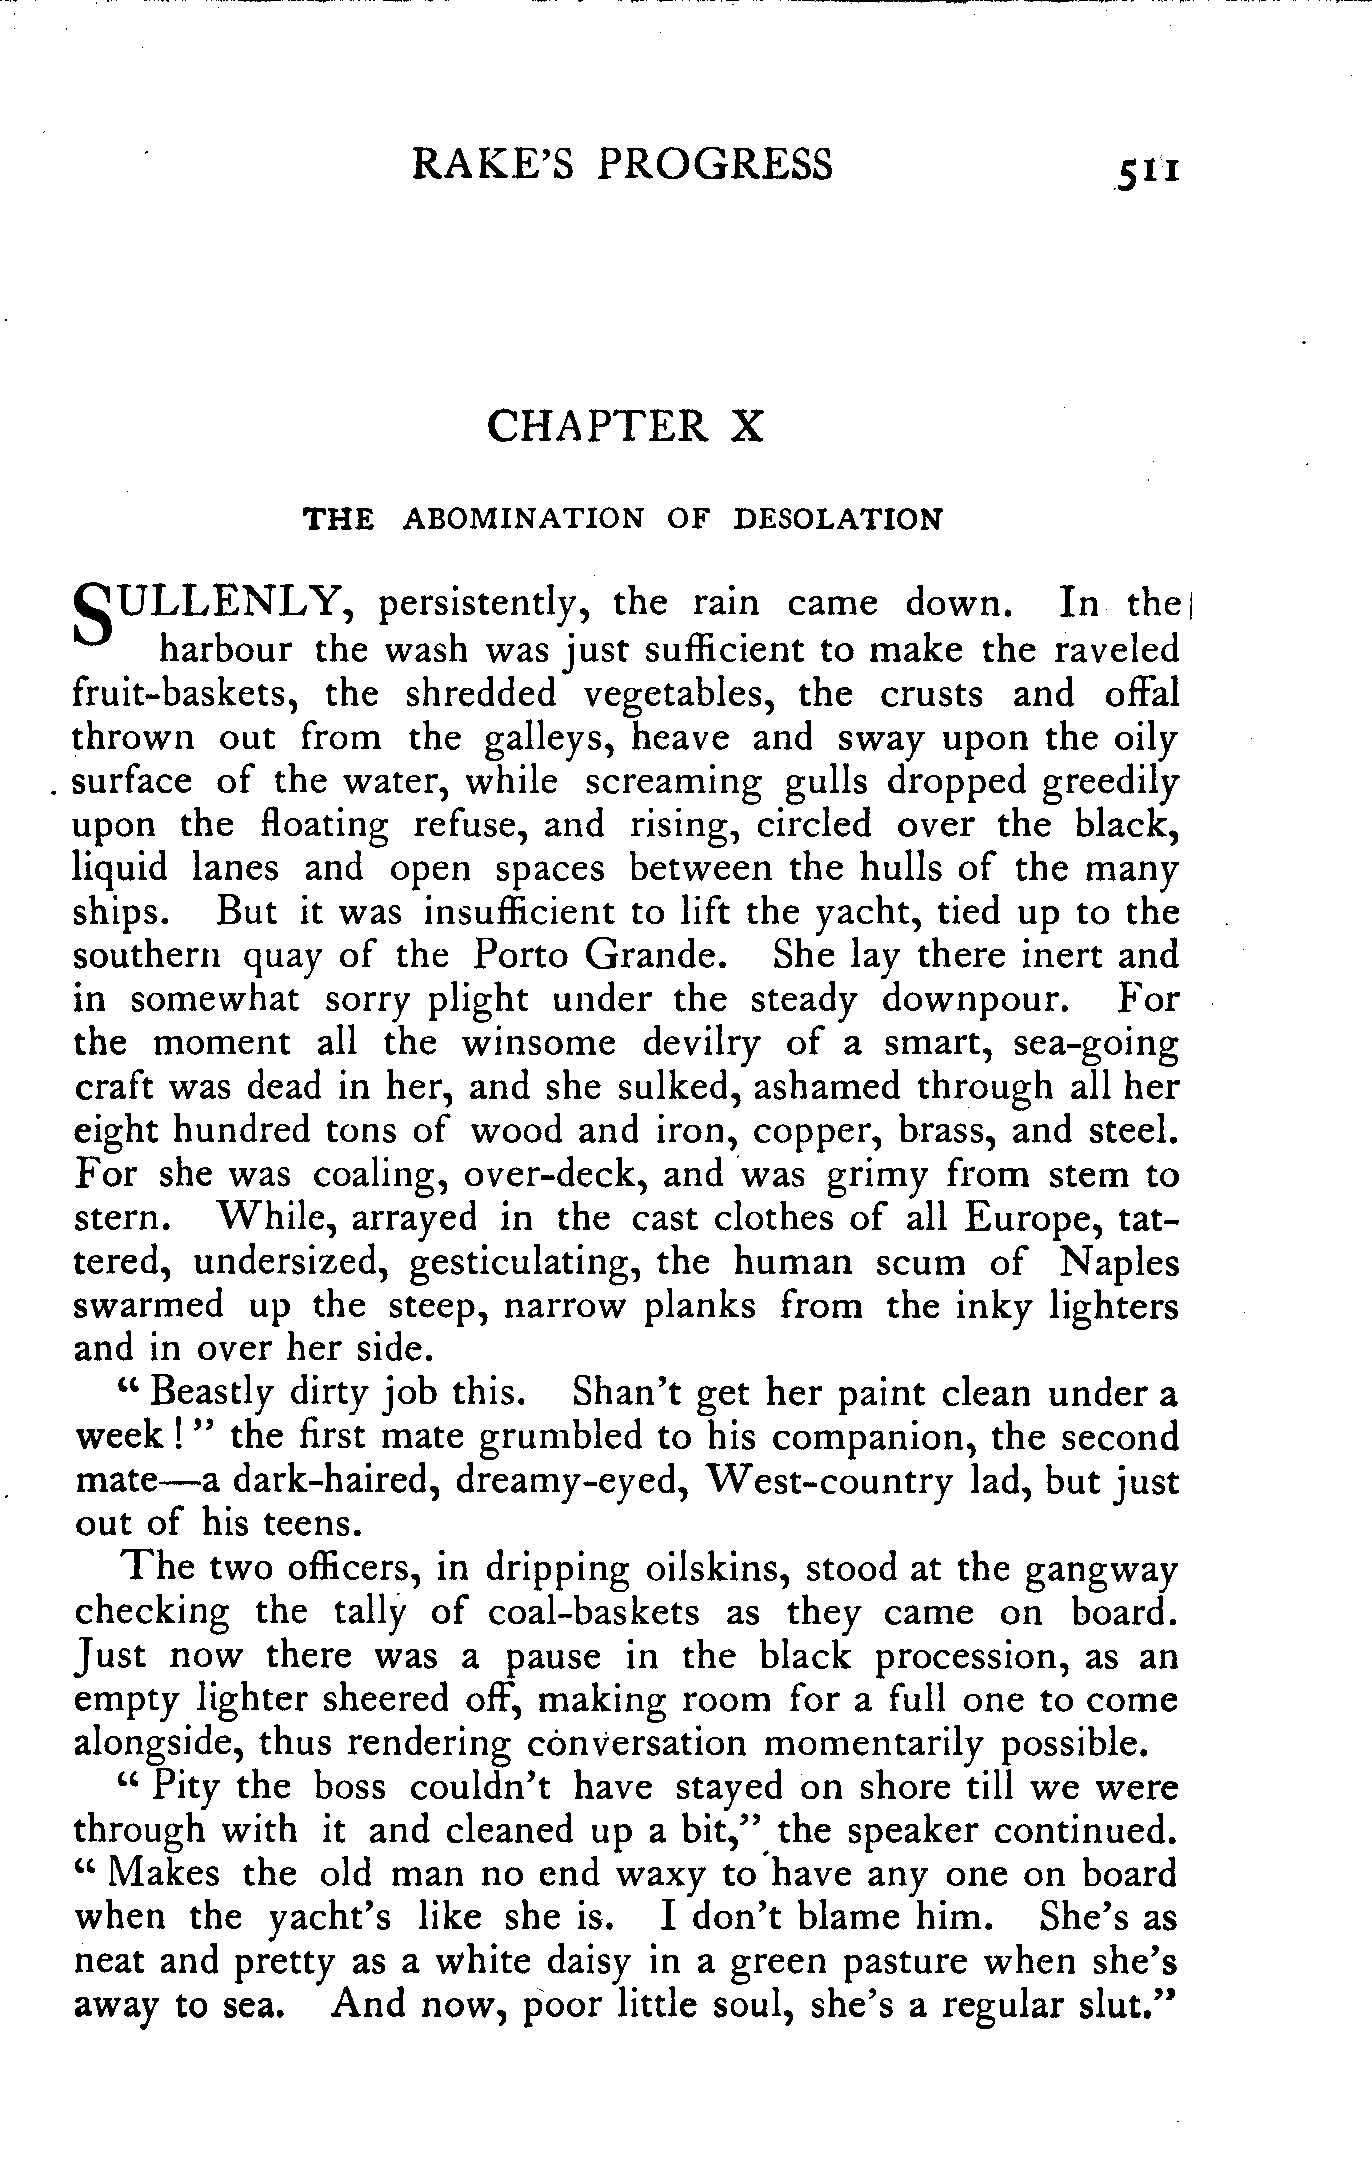 RAKE'S PROGRESS 511
CHAPTER X
THE ABOMINATION OF DESOLATION
SULLENLY, persistently, the rain came down. In the
harbour the wash was just sufficient to make the raveled
fruit-baskets, the shredded vegetables, the crusts and offal
thrown out from the galleys, heave and sway upon the oily
surface of the water, while screaming gulls dropped greedily
upon the floating refuse, and rising, circled over the black,
liquid lanes and open spaces between the hulls of the many
ships. But it was insufficient to lift the yacht, tied up to the
southern quay of the Porto Grande. She lay there inert and
in somewhat sorry plight under the steady downpour. For
the moment all the winsome devilry of a smart, sea-going
craft was dead in her, and she sulked, ashamed through all her
eight hundred tons of wood and iron, copper, brass, and steel.
For she was coaling, over-deck, and was grimy from stem to
stern. While, arrayed in the cast clothes of all Europe, tat-
tered, undersized, gesticulating, the human scum of Naples
swarmed up the steep, narrow planks from the inky lighters
and in over her side.
“ Beastly dirty job this. Shan't get her paint clean under a
week ! ” the first mate grumbled to his companion, the second
mate—a dark-haired, dreamy-eyed, West-country lad, but just
out of his teens.
The two officers, in dripping oilskins, stood at the gangway
checking the tally of coal-baskets as they came on board.
Just now there was a pause in the black procession, as an
empty lighter sheered off, making room for a full one to come
alongside, thus rendering conversation momentarily possible.
“ Pity the boss couldn't have stayed on shore till we were
through with it and cleaned up a bit,” the speaker continued.
“ Makes the old man no end waxy to have any one on board
when the yacht's like she is. I don't blame him. She's as
neat and pretty as a white daisy in a green pasture when she's
away to sea. And now, poor little soul, she's a regular slut.”